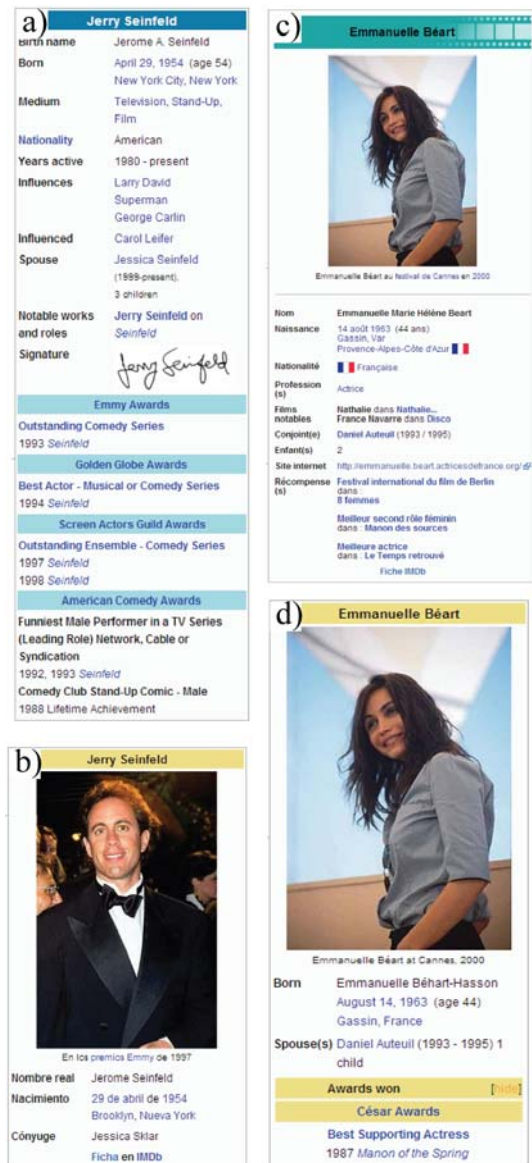 a)
Jerry Seinfeld
Birth name Jerome A. Seinfeld
Born April 29, 1954 (age 54)
New York City, New York
Medium Television, Stand-Up,
Film
Nationality American
Years active 1980 - present
Influences Larry David
Superman
George Carlin
Influenced Carol Leifer
Spouse Jessica Seinfeld
(1999-present),
3 children
Notable works Jerry Seinfeld on
and roles Seinfeld
Signature Jerry Seinfeld
Emmy Awards
Outstanding Comedy Series
1993 Seinfeld
Golden Globe Awards
Best Actor - Musical or Comedy Series
1994 Seinfeld
Screen Actors Guild Awards
Outstanding Ensemble - Comedy Series
1997 Seinfeld
1998 Seinfeld
American Comedy Awards
Funniest Male Performer in a TV Series
(Leading Role) Network, Cable or
Syndication
1992, 1993 Seinfeld
Comedy Club Stand-Up Comic - Male
1988 Lifetime Achievement
b)
Jerry Seinfeld
En los premios Emmy de 1997
Nombre real Jerome Seinfeld
Nacimiento 29 de abril de 1954
Brooklyn, Nueva York
Cónyuge Jessica Sklar
Ficha en IMDb
c)
Emmanuelle Béart
Emmanuelle Béart au festival de Cannes en 2000
Nom Emmanuelle Marie Hélène Beart
Naissance 14 août 1963 (44 ans)
Gassin, Var
Provence-Alpes-Côte d'Azur
Nationalité Française
Profession
(s) Actrice
Films Nathalie dans Nathalie...
notables France Navarre dans Disco
Conjoint(e) Daniel Auteuil (1993 / 1995)
Enfant(s) 2
Site internet http://emmanuelle.beart.actricesdefrance.org/
Récompense Festival international du film de Berlin
(s) dans :
8 femmes
Meilleur second rôle féminin
dans : Manon des sources
Meilleure actrice
dans : Le Temps retrouvé
Fiche IMDb
d)
Emmanuelle Béart
Emmanuelle Béart at Cannes, 2000
Born Emmanuelle Béhart-Hasson
August 14, 1963 (age 44)
Gassin, France
Spouse(s) Daniel Auteuil (1993 - 1995) 1
child
Awards won [hide]
César Awards
Best Supporting Actress
1987 Manon of the Spring